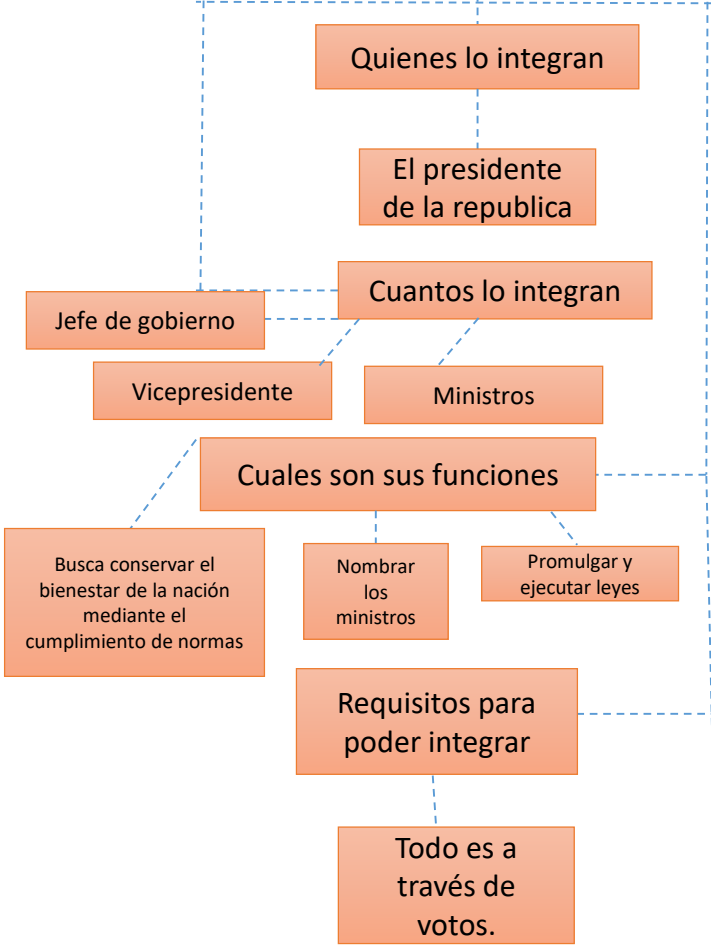 Quienes lo integran
El presidente
de la republica
Cuantos lo integran
Jefe de gobierno
Vicepresidente
Ministros
Cuales son sus funciones
Busca conservar el
bienestar de la nación
mediante el
cumplimiento de normas
Nombrar
los
ministros
Promulgar y
ejecutar leyes
Requisitos para
poder integrar
Todo es a
través de
votos.